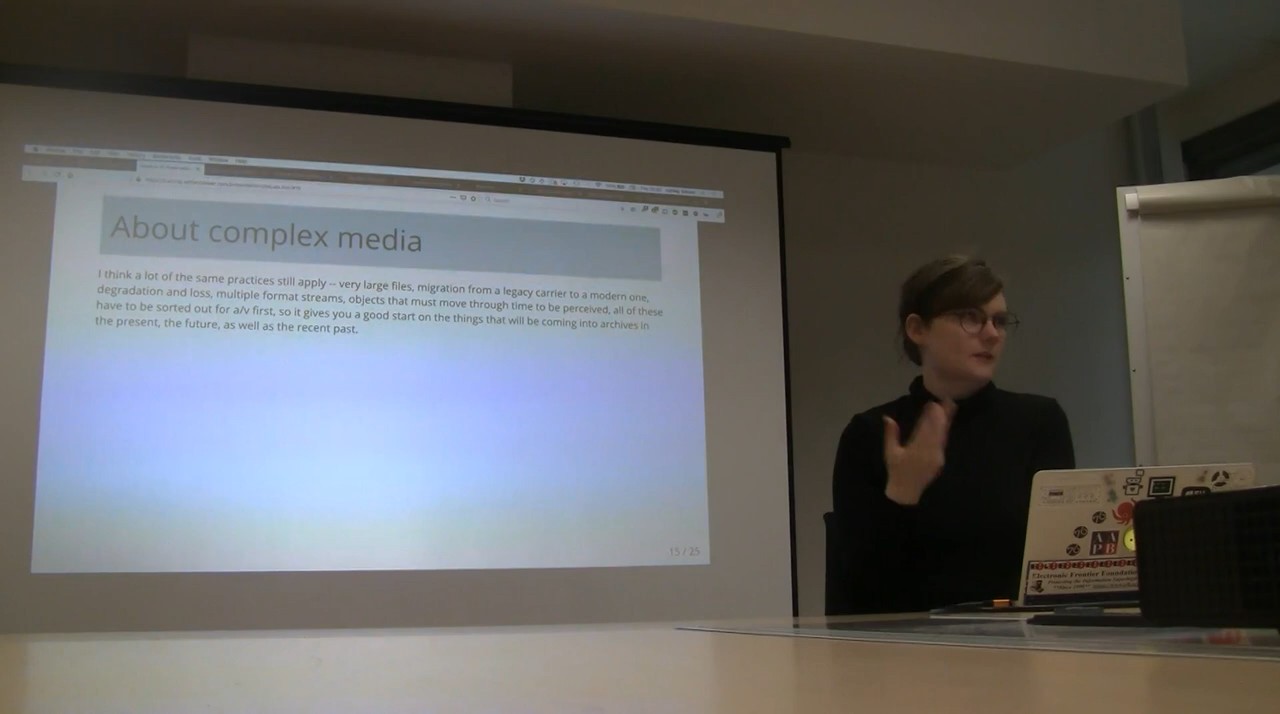 About complex media
I think a lot of the same practices still apply -- very large files, migration from a legacy carrier to a modern one,
degradation and loss, multiple format streams, objects that must move through time to be perceived, all of these
have to be sorted out for a/v first, so it gives you a good start on the things that will be coming into archives in
the present, the future, as well as the recent past.
15 / 25
AA
PB
Electronic Frontier Foundatio